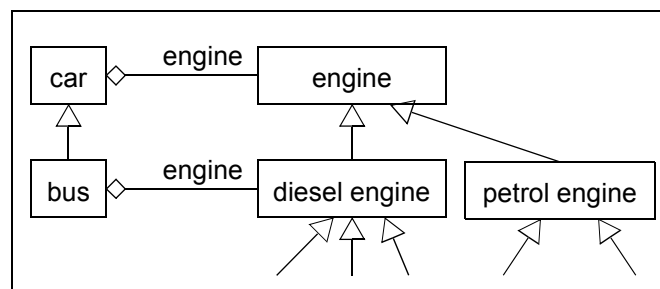 engine
car
engine
engine
bus
diesel engine
petrol engine